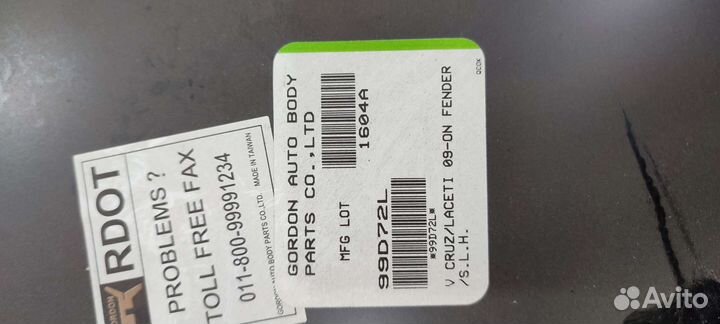 GORDON
RDOT
PROBLEMS ?
TOLL FREE FAX
011-800-99991234
GORDON AUTO BODY PARTS CO.,LTD. MADE IN TAIWAN
GORDON AUTO BODY
PARTS CO.,LTD
MFG LOT
1604A
99D72L
*99D72L*
V CRUZ/LACETI 09-ON FENDER
/S.L.H.
Avito